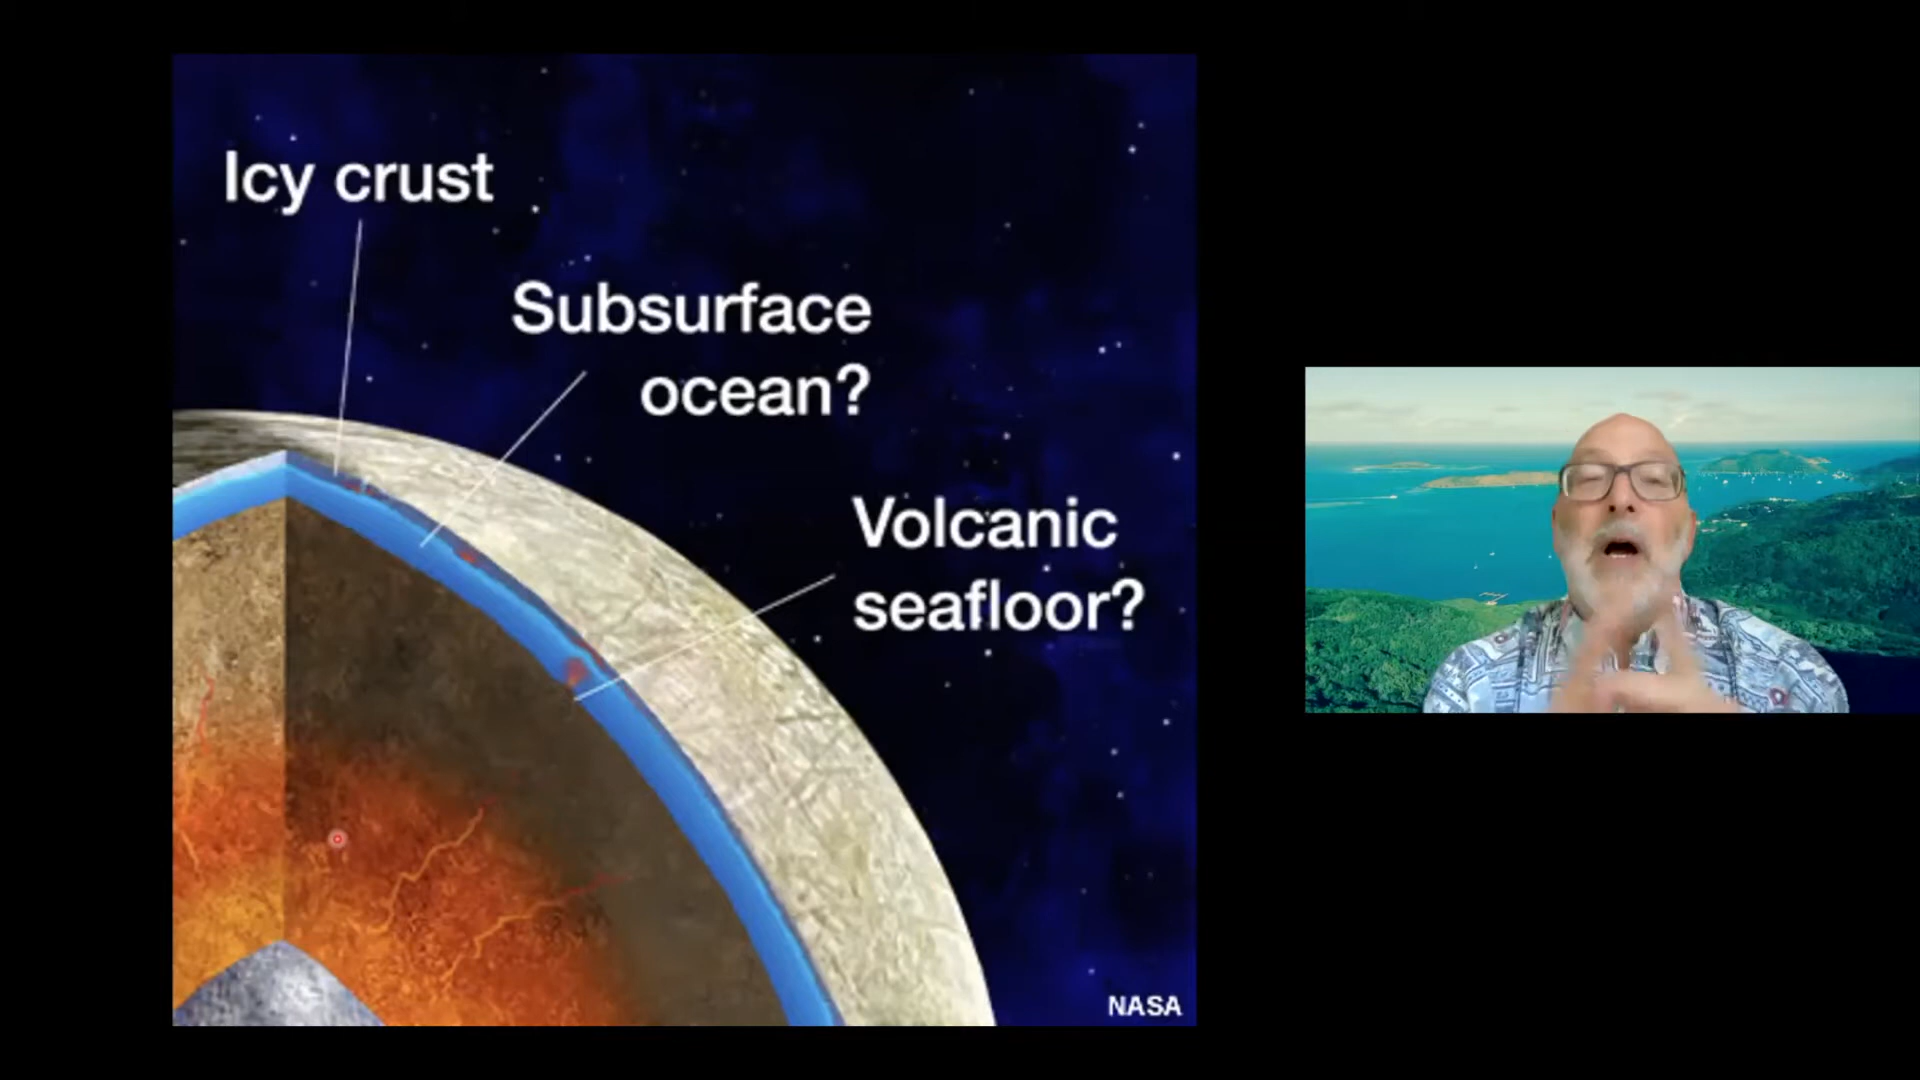 Icy crust
Subsurface
ocean?
Volcanic
seafloor?
NASA